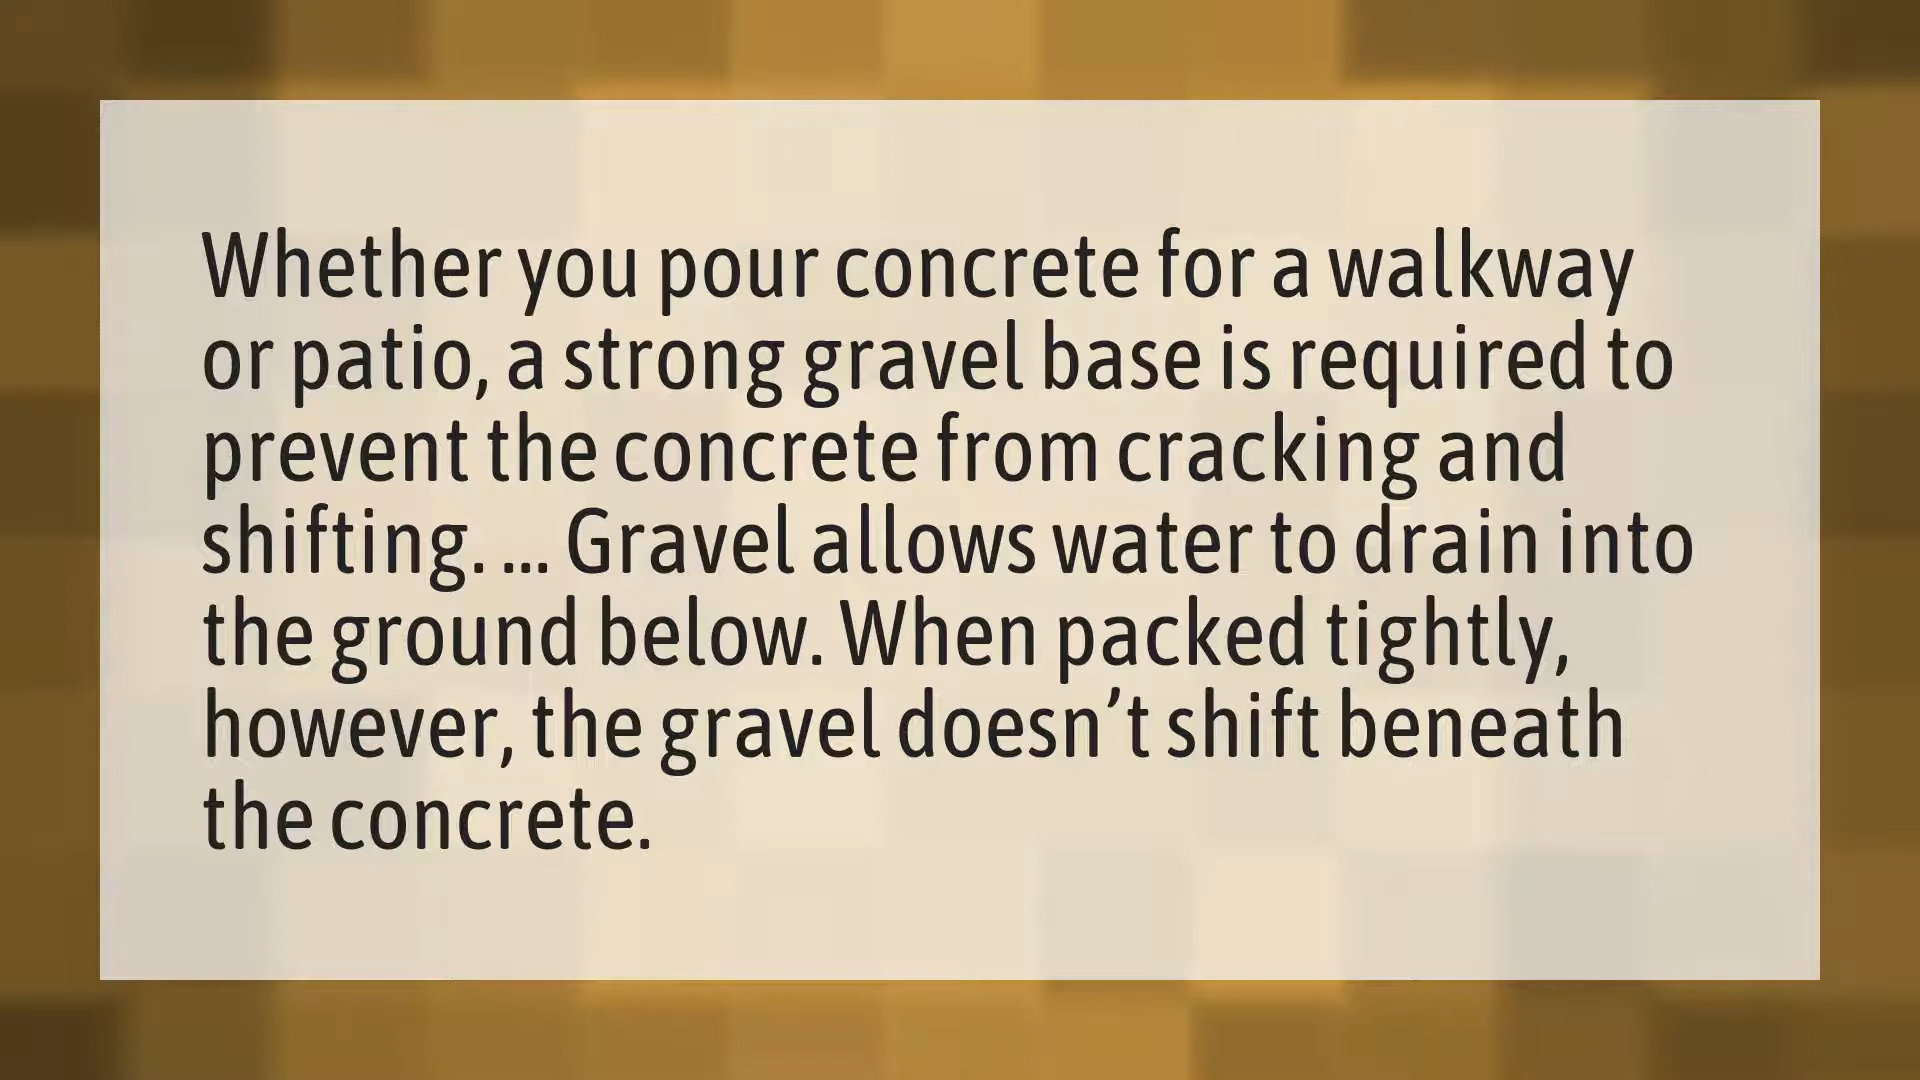 Whether you pour concrete for a walkway
or patio, a strong gravel base is required to
prevent the concrete from cracking and
shifting. ... Gravel allows water to drain into
the ground below. When packed tightly,
however, the gravel doesn’t shift beneath
the concrete.